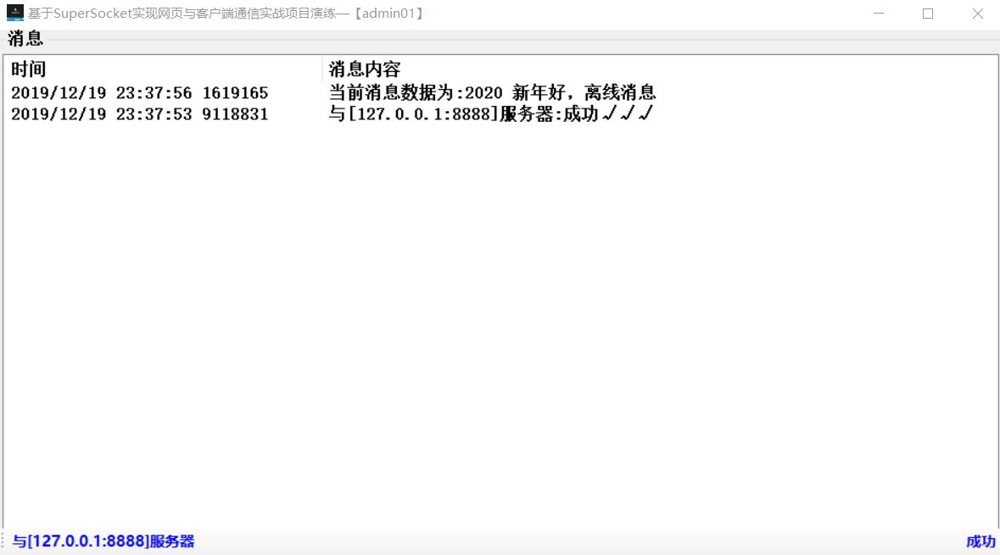 基于SuperSocket实现网页与客户端通信实战项目演练—【admin01】
消息
时间 消息内容
2019/12/19 23:37:56 1619165 当前消息数据为:2020 新年好，离线消息
2019/12/19 23:37:53 9118831 与[127.0.0.1:8888]服务器:成功√√√
与[127.0.0.1:8888]服务器 成功